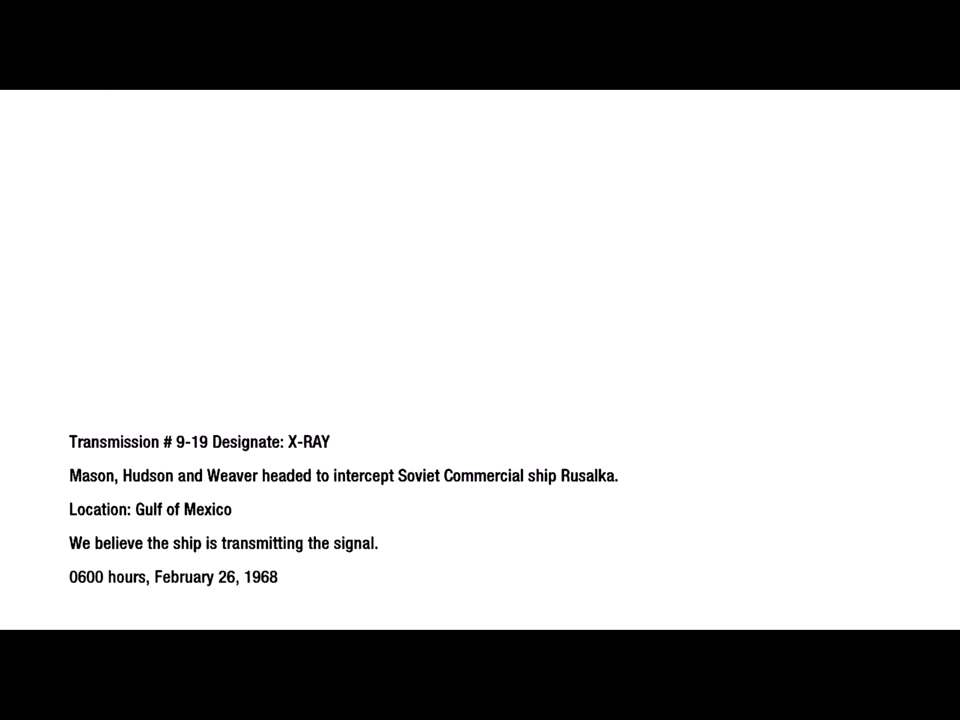 Transmission # 9-19 Designate: X-RAY
Mason, Hudson and Weaver headed to intercept Soviet Commercial ship Rusalka.
Location: Gulf of Mexico
We believe the ship is transmitting the signal.
0600 hours, February 26, 1968